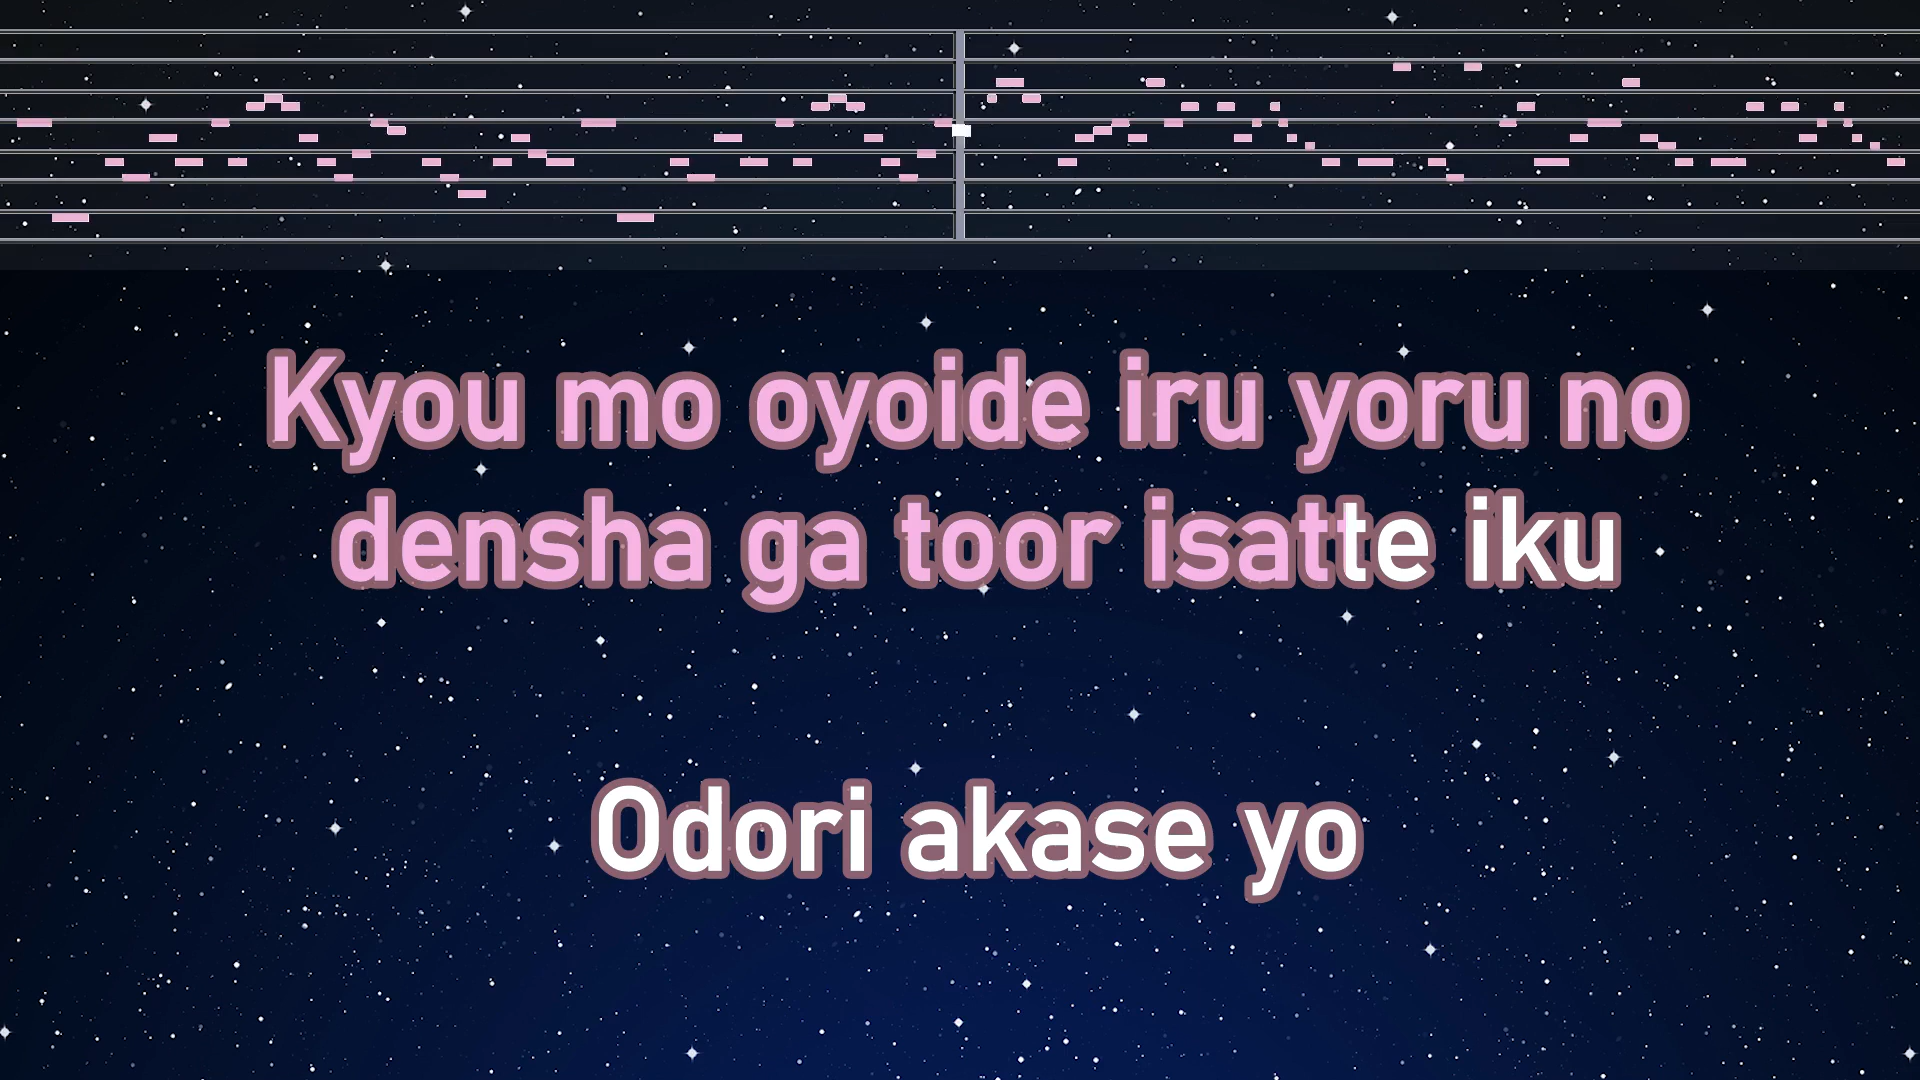 Kyou mo oyoide iru yoru no
densha ga toor isatte iku
Odori akase yo